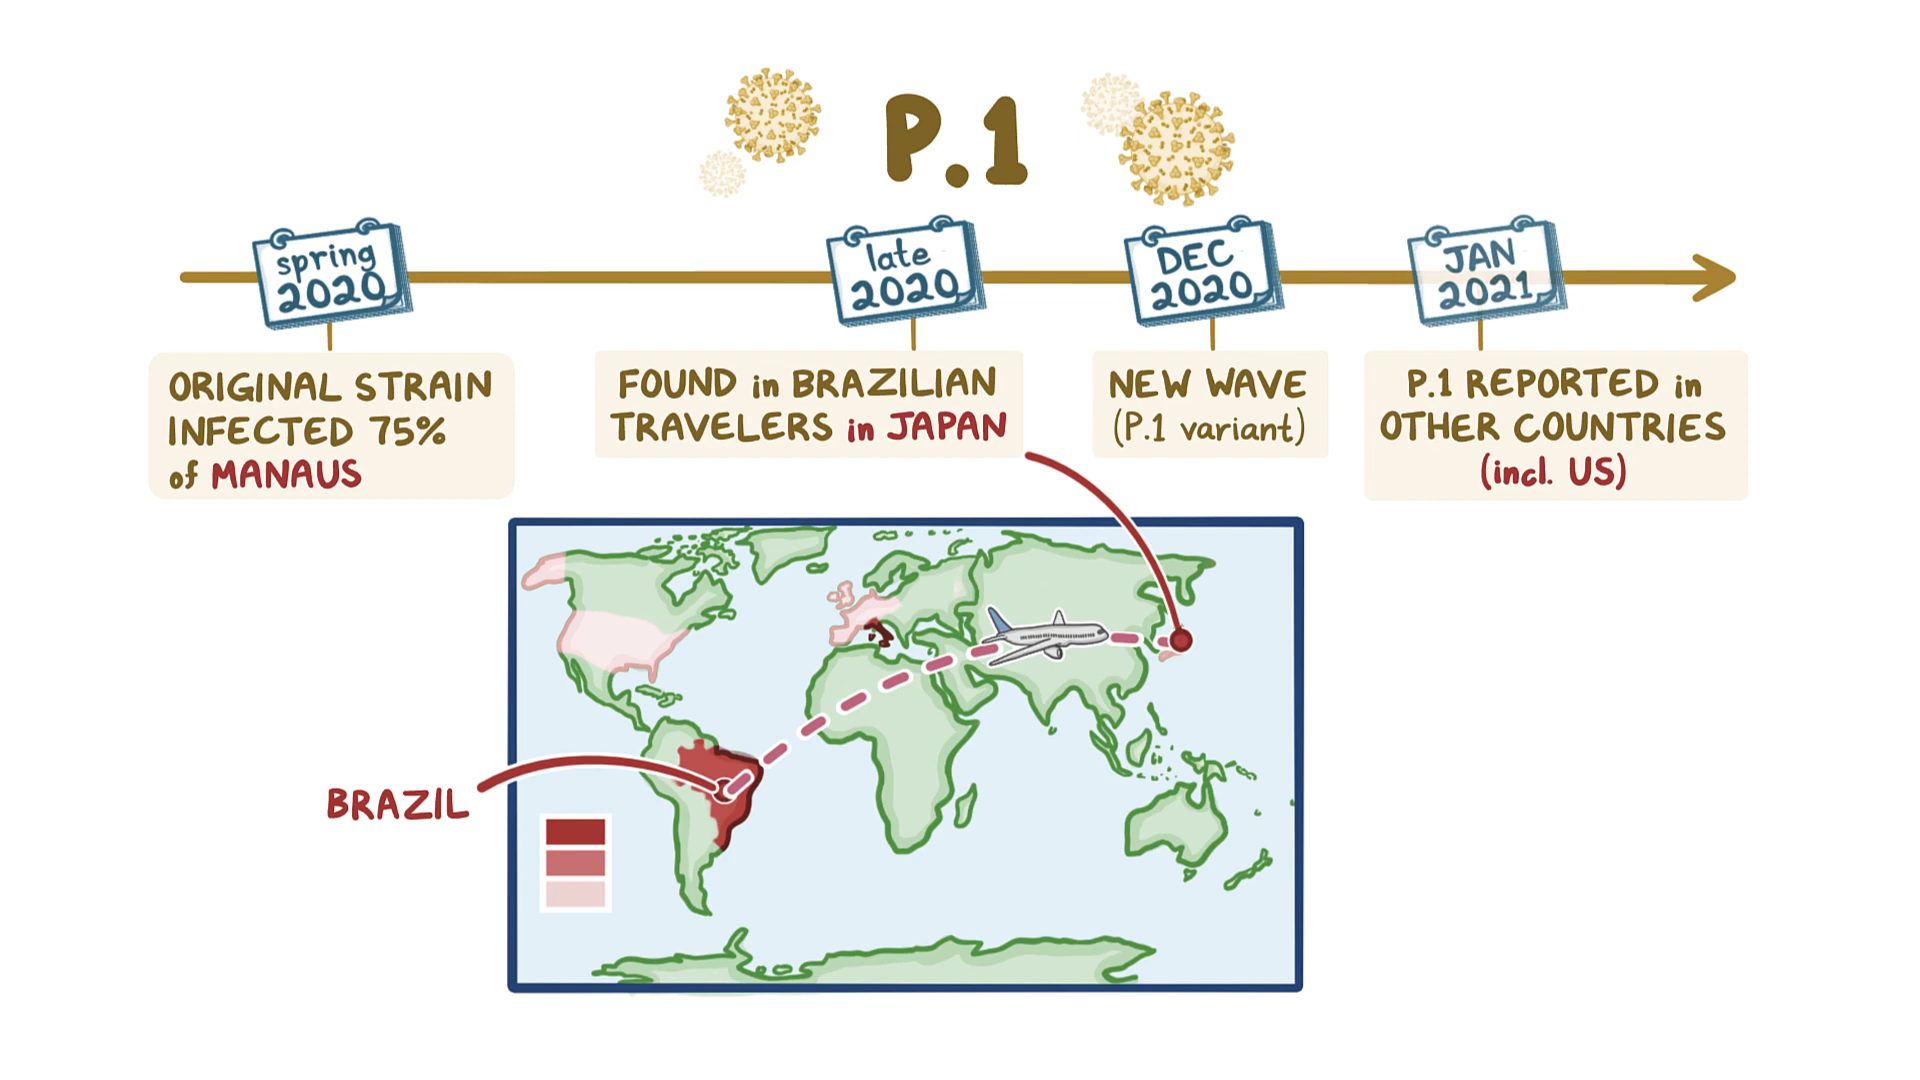 P.1
spring
2020
late
2020
DEC
2020
JAN
2021
ORIGINAL STRAIN
INFECTED 75%
of MANAUS
FOUND in BRAZILIAN
TRAVELERS in JAPAN
NEW WAVE
(P.1 variant)
P.1 REPORTED in
OTHER COUNTRIES
(incl. US)
BRAZIL